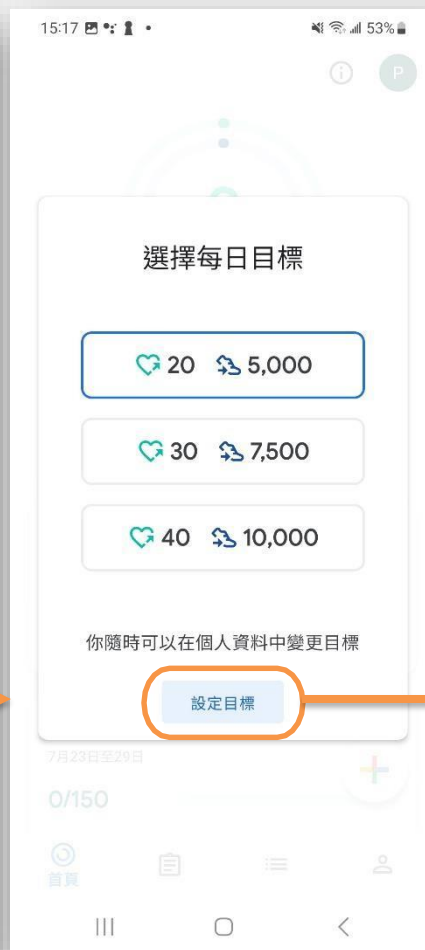 15:17
53%
P
選擇每日目標
20 5,000
30 7,500
40 10,000
你隨時可以在個人資料中變更目標
設定目標
7月23日至29日
0/150
首頁